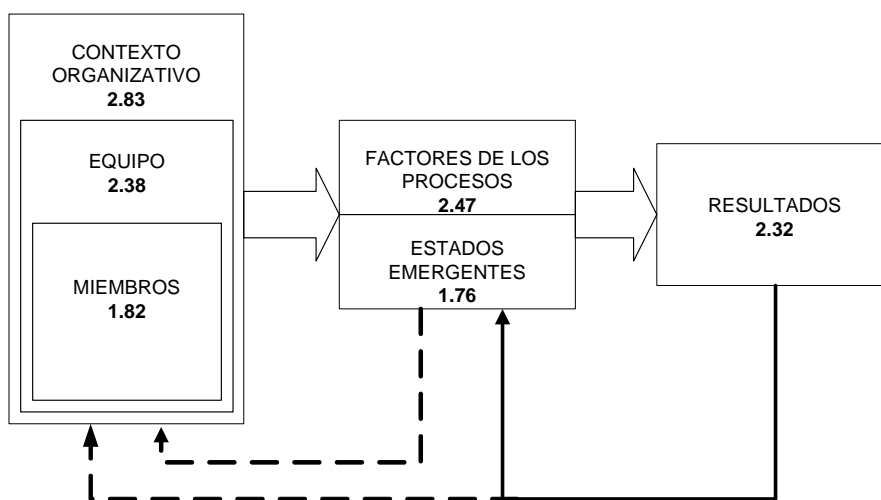 CONTEXTO
ORGANIZATIVO
2.83
EQUIPO
2.38
MIEMBROS
1.82
FACTORES DE LOS
PROCESOS
2.47
ESTADOS
EMERGENTES
1.76
RESULTADOS
2.32